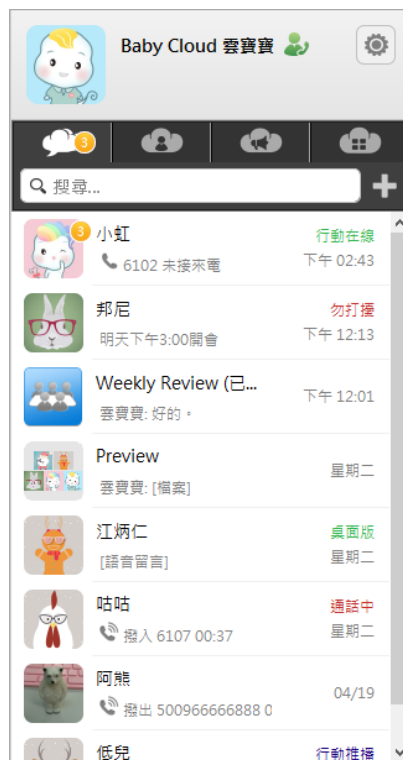 Baby Cloud 雲寶寶
3
搜尋...
3
小虹 行動在線
6102 未接來電 下午 02:43
邦尼 勿打擾
明天下午3:00開會 下午 12:13
Weekly Review (已...
雲寶寶: 好的。 下午 12:01
Preview
雲寶寶: [檔案] 星期二
江炳仁 桌面版
[語音留言] 星期二
咕咕 通話中
撥入 6107 00:37 星期二
阿熊
撥出 500966666888 0 04/19
低兒 行動推播